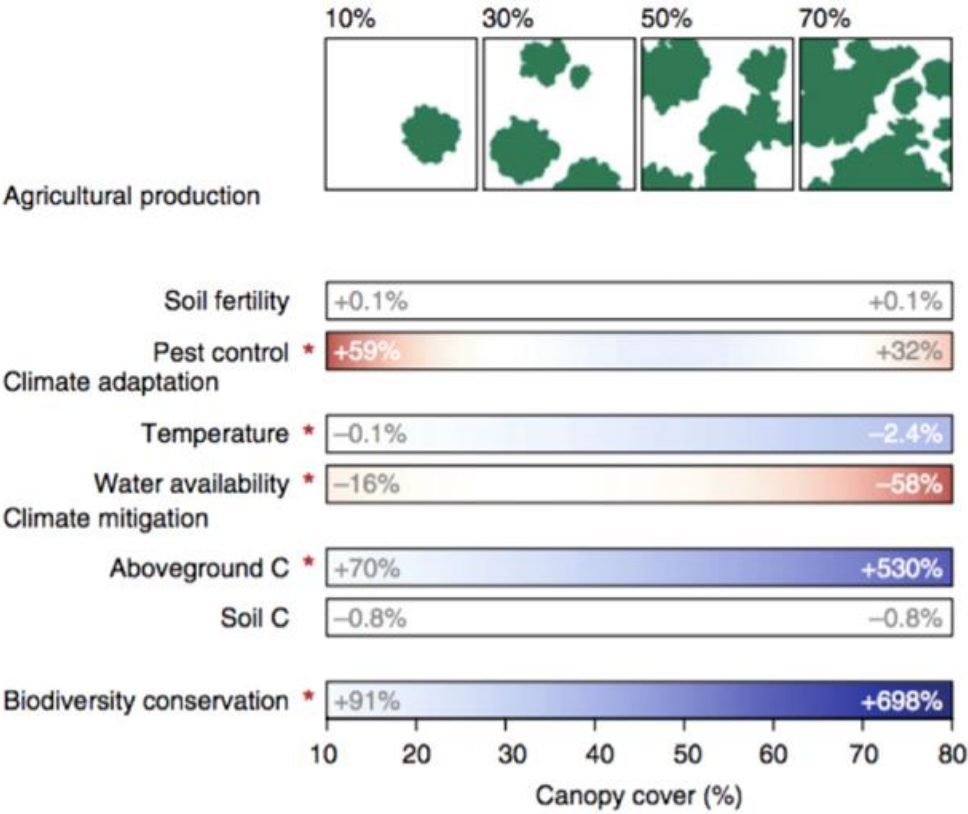 10% 30% 50% 70%
Agricultural production
Soil fertility +0.1% +0.1%
Pest control * +59% +32%
Climate adaptation
Temperature * –0.1% –2.4%
Water availability * –16% –58%
Climate mitigation
Aboveground C * +70% +530%
Soil C –0.8% –0.8%
Biodiversity conservation * +91% +698%
10 20 30 40 50 60 70 80
Canopy cover (%)